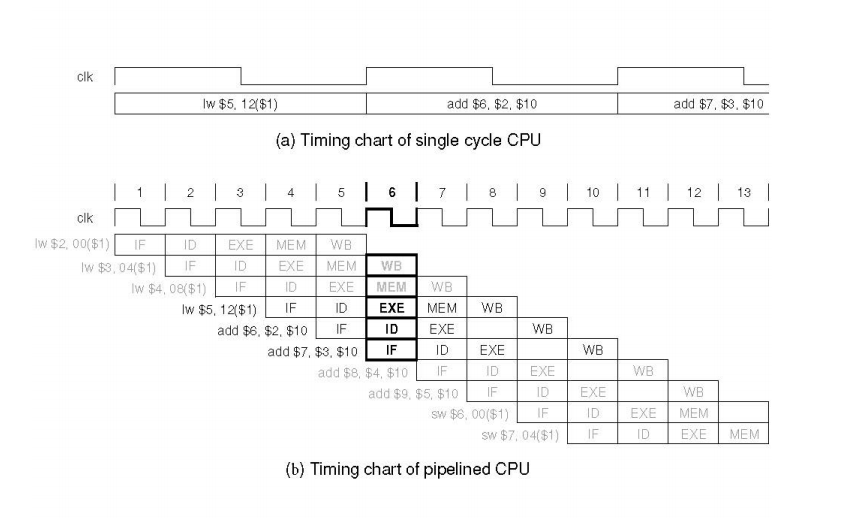 clk
lw $5, 12($1) add $6, $2, $10 add $7, $3, $10
(a) Timing chart of single cycle CPU
1 2 3 4 5 6 7 8 9 10 11 12 13
clk
lw $2, 00($1) IF ID EXE MEM WB
lw $3, 04($1) IF ID EXE MEM WB
lw $4, 08($1) IF ID EXE MEM WB
lw $5, 12($1) IF ID EXE MEM WB
add $6, $2, $10 IF ID EXE WB
add $7, $3, $10 IF ID EXE WB
add $8, $4, $10 IF ID EXE WB
add $9, $5, $10 IF ID EXE WB
sw $6, 00($1) IF ID EXE MEM
sw $7, 04($1) IF ID EXE MEM
(b) Timing chart of pipelined CPU